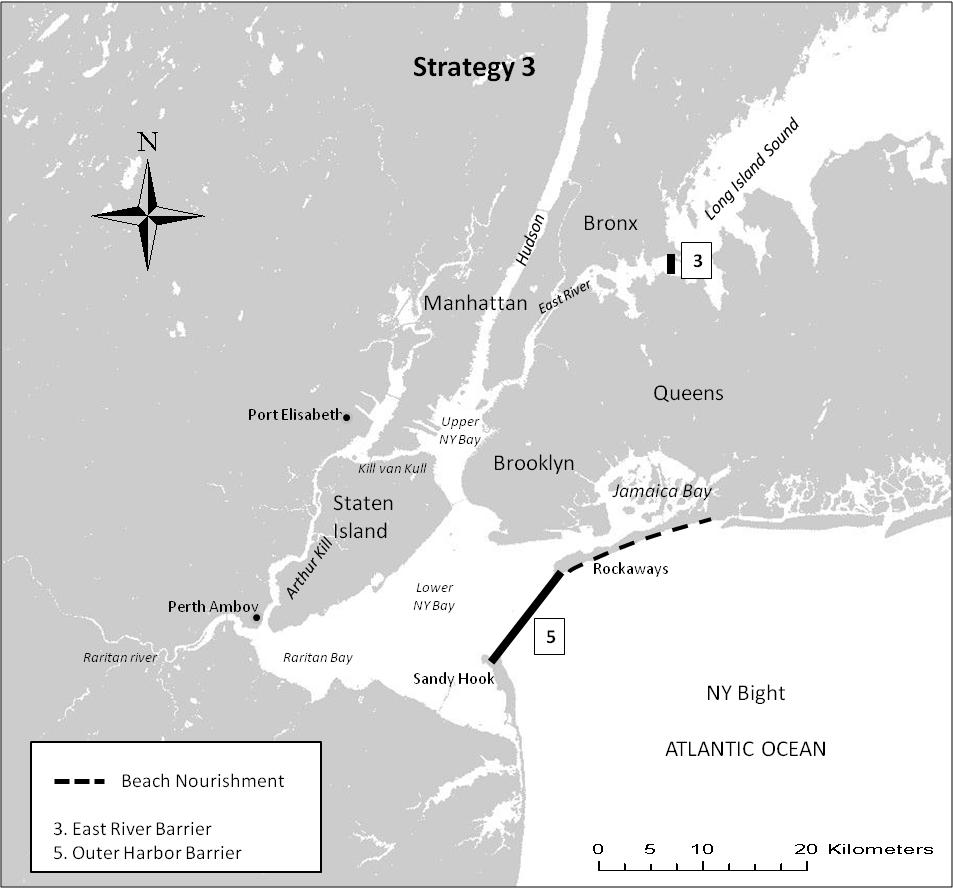 Strategy 3
N
Long Island Sound
Hudson
Bronx
3
East River
Manhattan
Queens
Port Elisabeth
Upper
NY Bay
Kill van Kull
Brooklyn
Jamaica Bay
Staten
Island
Arthur Kill
Rockaways
Lower
NY Bay
Perth Amboy
5
Raritan river
Raritan Bay
Sandy Hook
NY Bight
ATLANTIC OCEAN
Beach Nourishment
3. East River Barrier
5. Outer Harbor Barrier
0 5 10 20 Kilometers